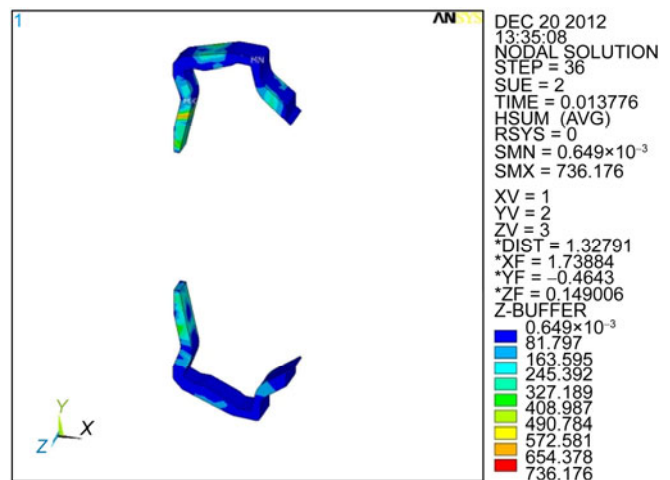 1
ANSYS
DEC 20 2012
13:35:08
NODAL SOLUTION
STEP = 36
SUE = 2
TIME = 0.013776
HSUM (AVG)
RSYS = 0
SMN = 0.649×10⁻³
SMX = 736.176
XV = 1
YV = 2
ZV = 3
*DIST = 1.32791
*XF = 1.73884
*YF = −0.4643
*ZF = 0.149006
Z-BUFFER
0.649×10⁻³
81.797
163.595
245.392
327.189
408.987
490.784
572.581
654.378
736.176
MN
Y
Z
X